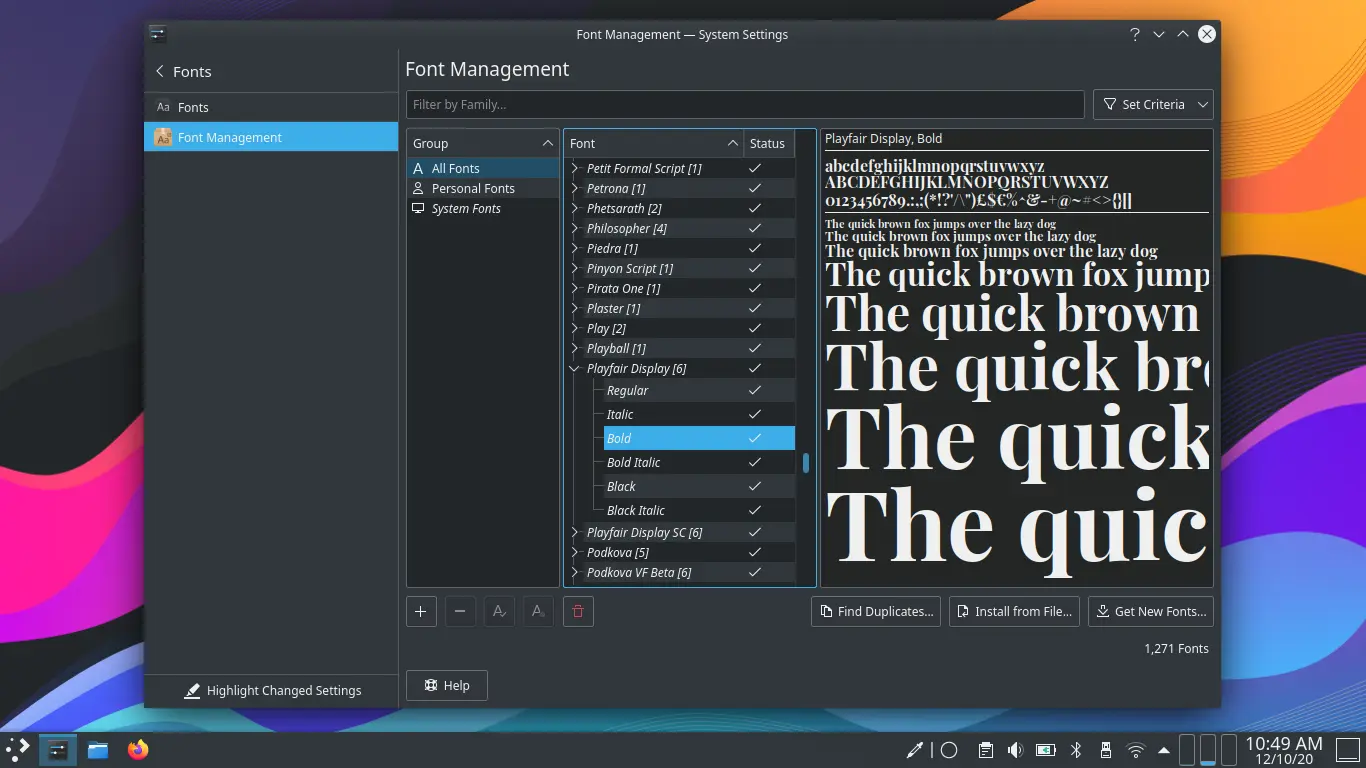 Font Management — System Settings
Fonts
Fonts
Font Management
Highlight Changed Settings
Font Management
Filter by Family...
Set Criteria
Group
All Fonts
Personal Fonts
System Fonts
Font Status
Petit Formal Script [1]
Petrona [1]
Phetsarath [2]
Philosopher [4]
Piedra [1]
Pinyon Script [1]
Pirata One [1]
Plaster [1]
Play [2]
Playball [1]
Playfair Display [6]
Regular
Italic
Bold
Bold Italic
Black
Black Italic
Playfair Display SC [6]
Podkova [5]
Podkova VF Beta [6]
Playfair Display, Bold
abcdefghijklmnopqrstuvwxyz
ABCDEFGHIJKLMNOPQRSTUVWXYZ
0123456789.:,;(*!?'"/\")£$€%^&-+@~#<>{}[]
The quick brown fox jumps over the lazy dog
The quick brown fox jumps over the lazy dog
The quick brown fox jumps over the lazy dog
The quick brown fox jump
The quick brown
The quick bro
The quick
The quic
Find Duplicates...
Install from File...
Get New Fonts...
1,271 Fonts
Help
10:49 AM
12/10/20